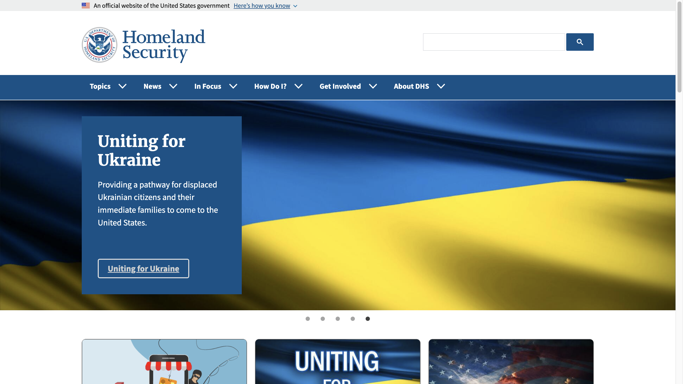 An official website of the United States government Here's how you know
Homeland
Security
Topics News In Focus How Do I? Get Involved About DHS
Uniting for
Ukraine
Providing a pathway for displaced
Ukrainian citizens and their
immediate families to come to the
United States.
Uniting for Ukraine
UNITING
FOR